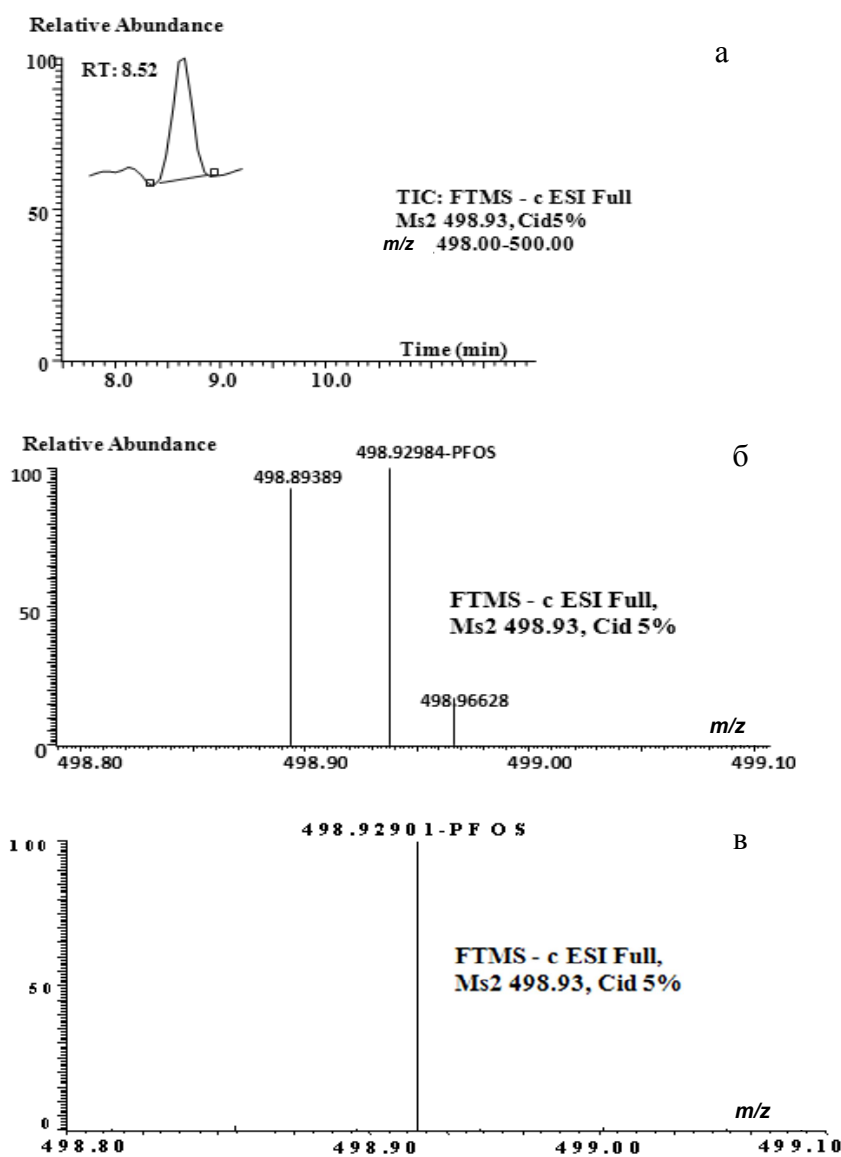 Relative Abundance
а
100
RT: 8.52
TIC: FTMS - c ESI Full
Ms2 498.93, Cid5%
m/z 498.00-500.00
50
Time (min)
0
8.0 9.0 10.0
Relative Abundance
б
498.92984-PFOS
100
498.89389
FTMS - c ESI Full,
Ms2 498.93, Cid 5%
50
498.96628
m/z
0
498.80 498.90 499.00 499.10
498.92901-PFOS
в
100
FTMS - c ESI Full,
Ms2 498.93, Cid 5%
50
m/z
0
498.80 498.90 499.00 499.10